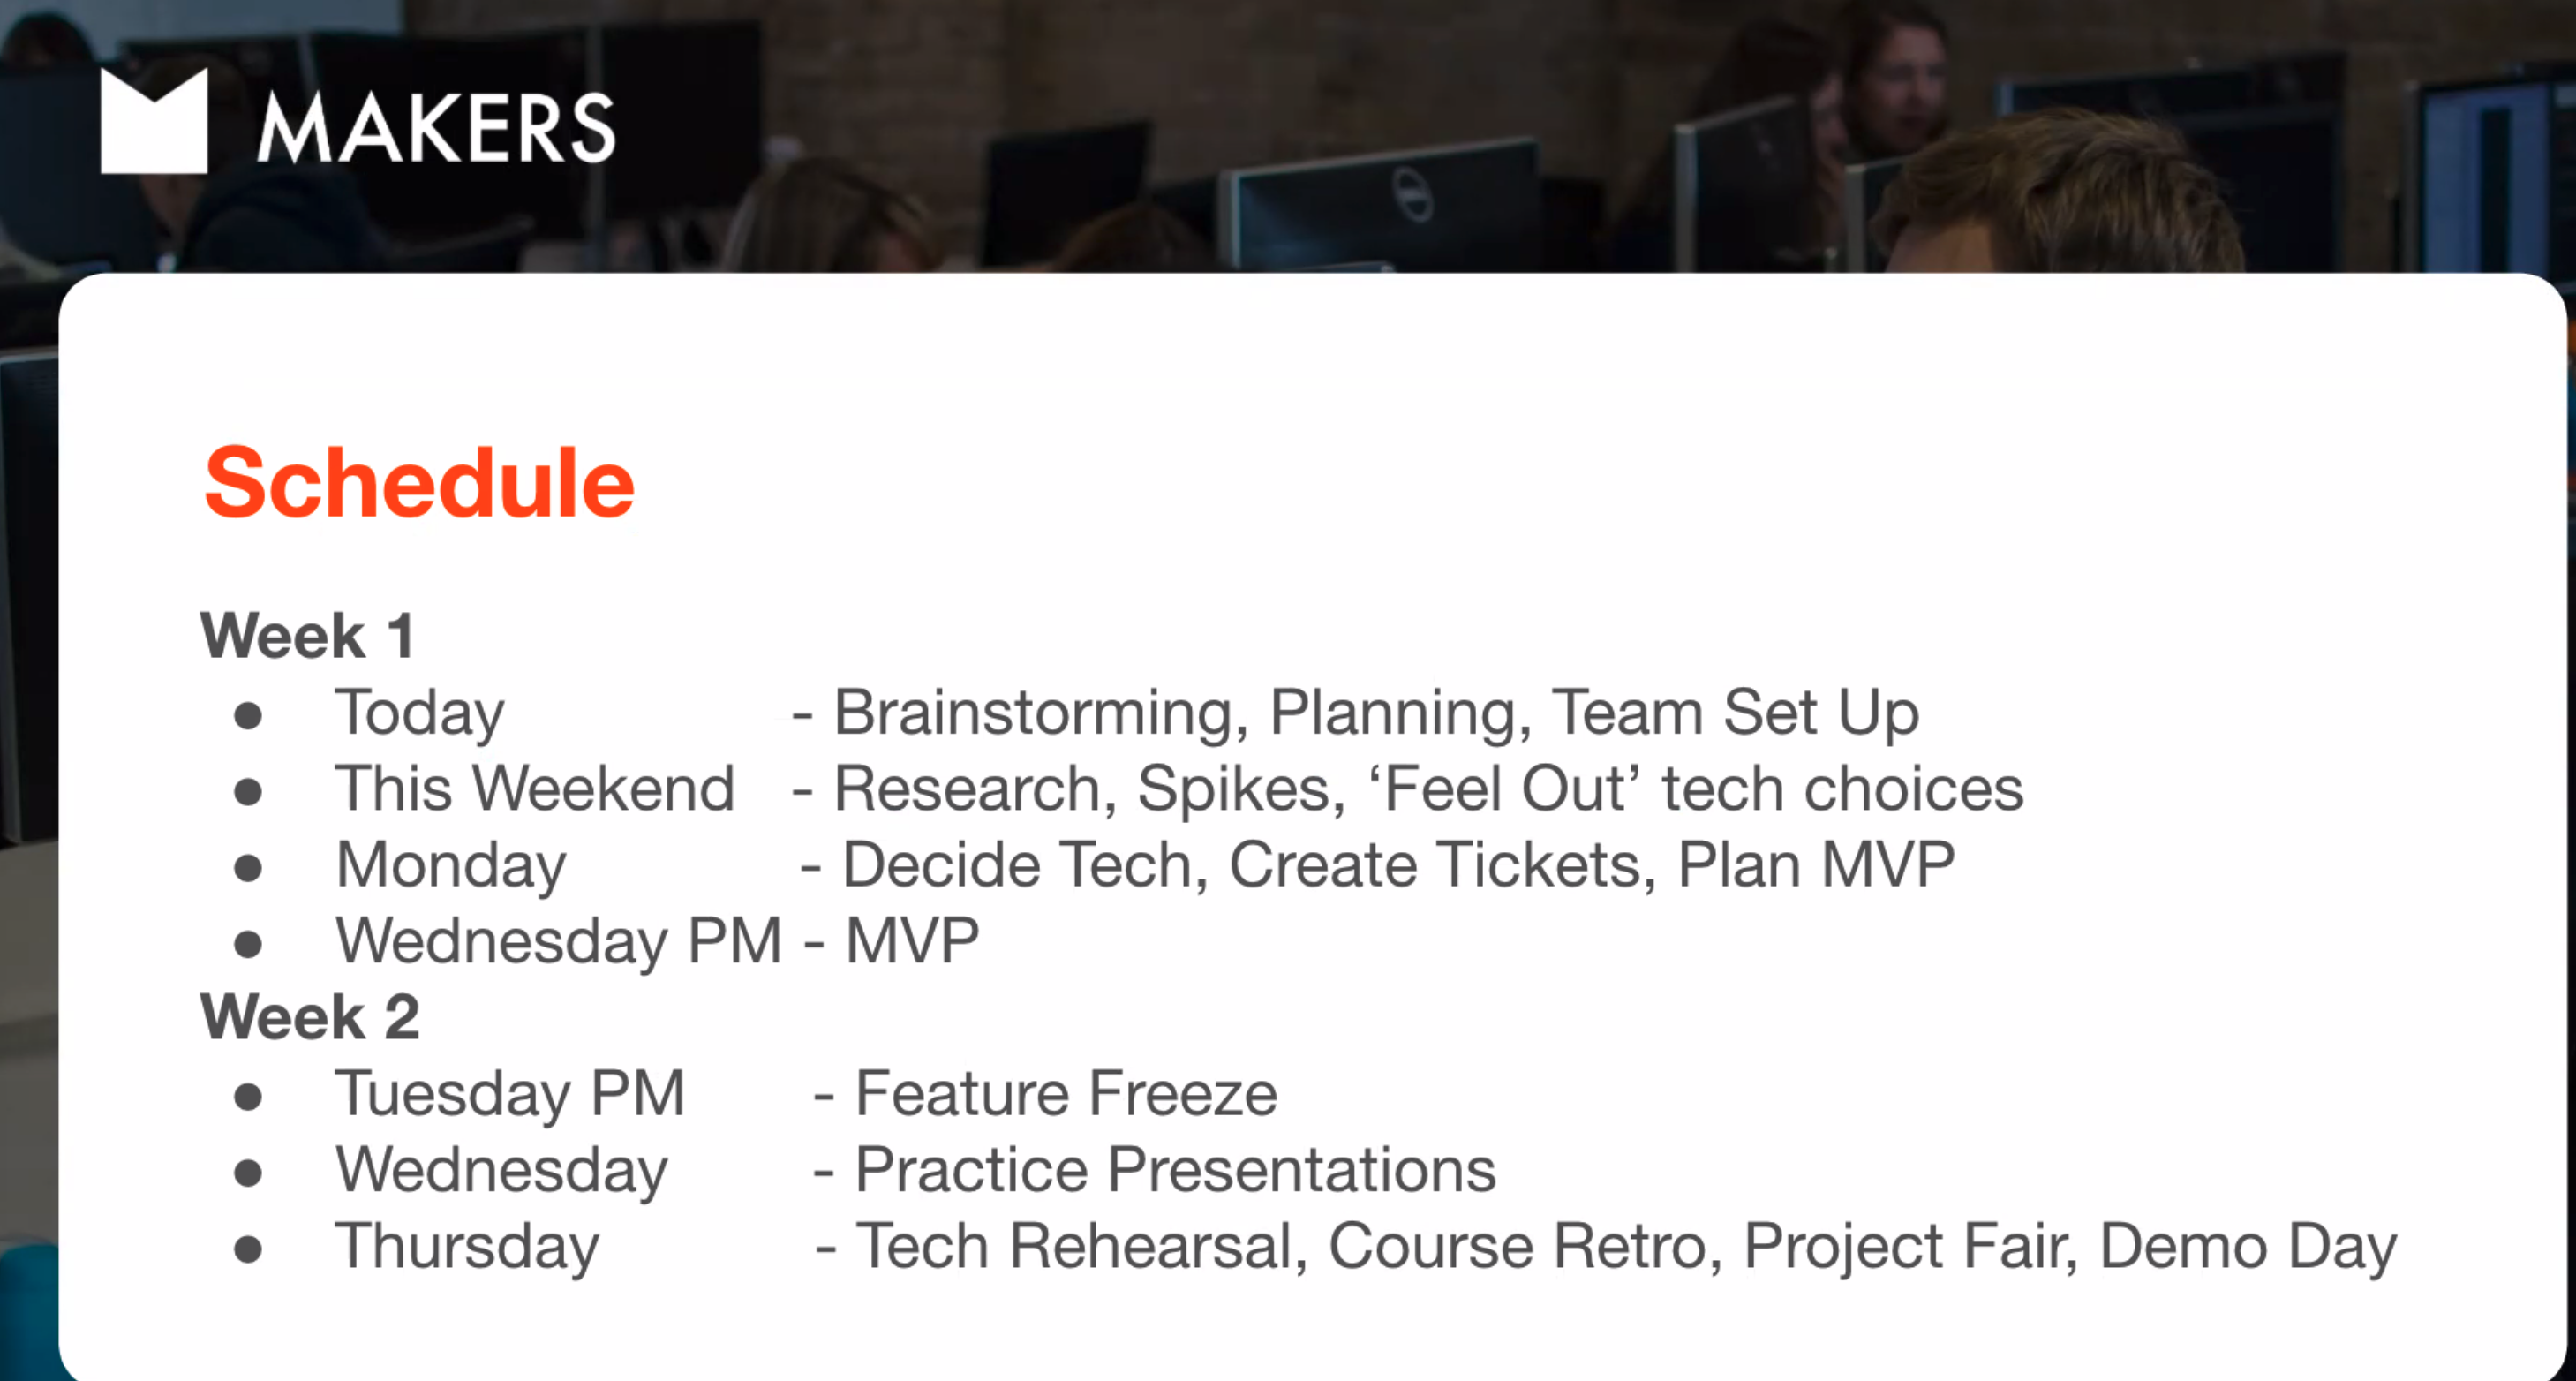 MAKERS
Schedule
Week 1
● Today - Brainstorming, Planning, Team Set Up
● This Weekend - Research, Spikes, ‘Feel Out’ tech choices
● Monday - Decide Tech, Create Tickets, Plan MVP
● Wednesday PM - MVP
Week 2
● Tuesday PM - Feature Freeze
● Wednesday - Practice Presentations
● Thursday - Tech Rehearsal, Course Retro, Project Fair, Demo Day